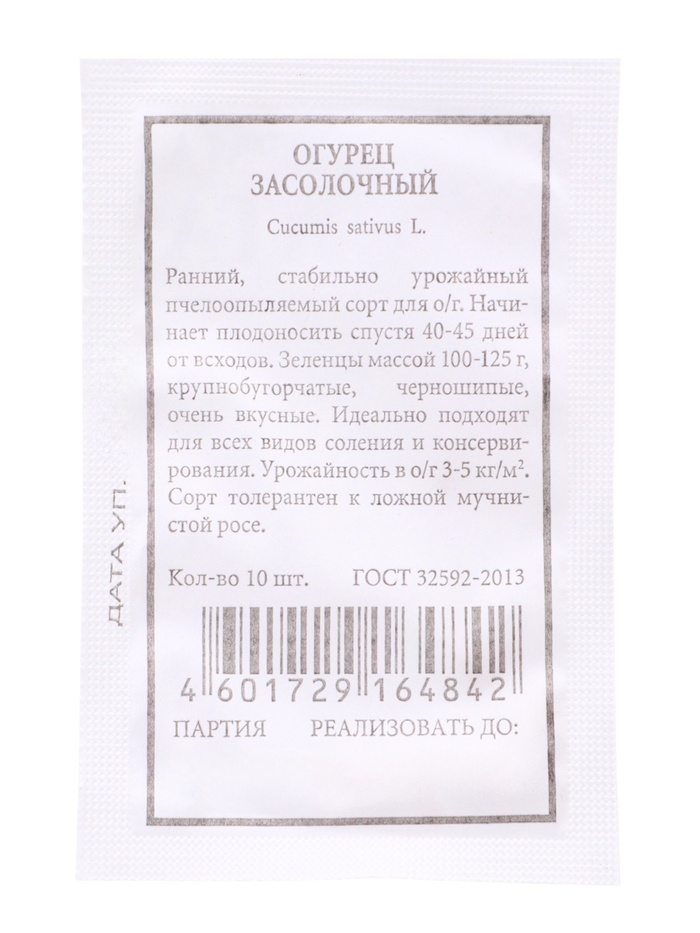 ОГУРЕЦ
ЗАСОЛОЧНЫЙ
Cucumis sativus L.
Ранний, стабильно урожайный
пчелоопыляемый сорт для о/г. Начи-
нает плодоносить спустя 40-45 дней
от всходов. Зеленцы массой 100-125 г,
крупнобугорчатые, черношипые,
очень вкусные. Идеально подходят
для всех видов соления и консерви-
рования. Урожайность в о/г 3-5 кг/м².
Сорт толерантен к ложной мучни-
стой росе.
Кол-во 10 шт. ГОСТ 32592-2013
4 601729 164842
ПАРТИЯ РЕАЛИЗОВАТЬ ДО:
ДАТА УП.